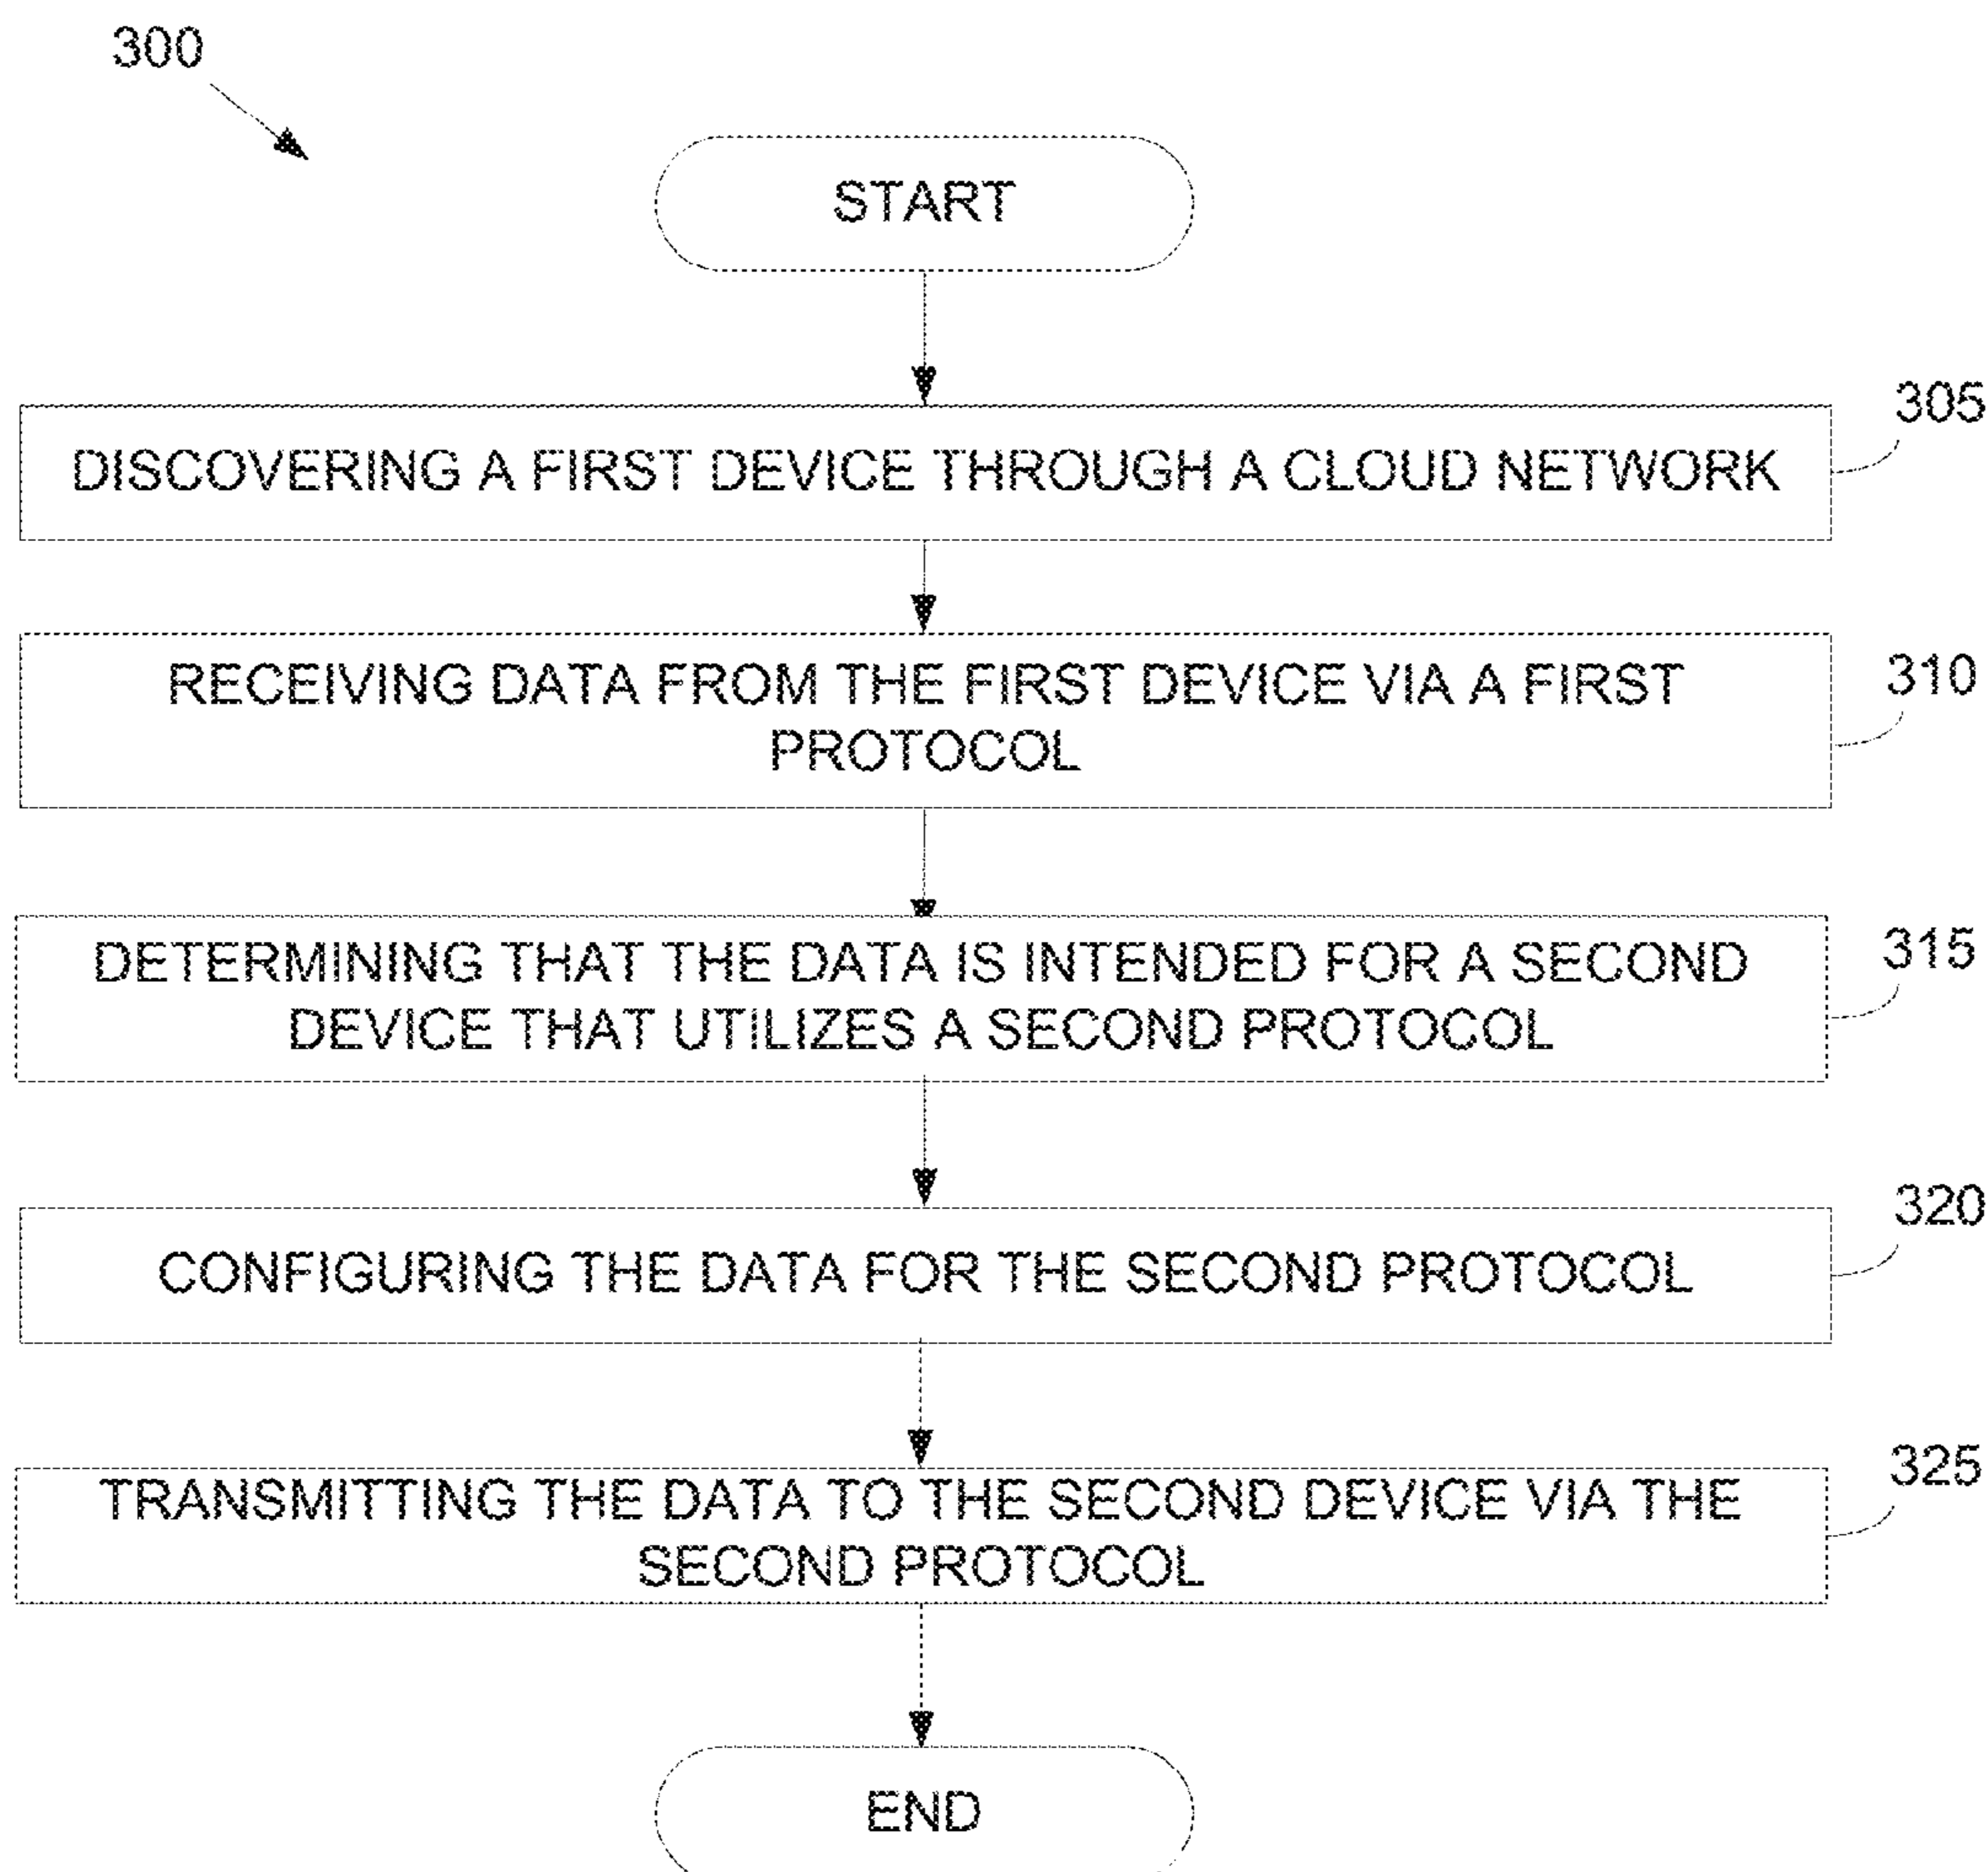 300
START
305
DISCOVERING A FIRST DEVICE THROUGH A CLOUD NETWORK
310
RECEIVING DATA FROM THE FIRST DEVICE VIA A FIRST
PROTOCOL
315
DETERMINING THAT THE DATA IS INTENDED FOR A SECOND
DEVICE THAT UTILIZES A SECOND PROTOCOL
320
CONFIGURING THE DATA FOR THE SECOND PROTOCOL
325
TRANSMITTING THE DATA TO THE SECOND DEVICE VIA THE
SECOND PROTOCOL
END